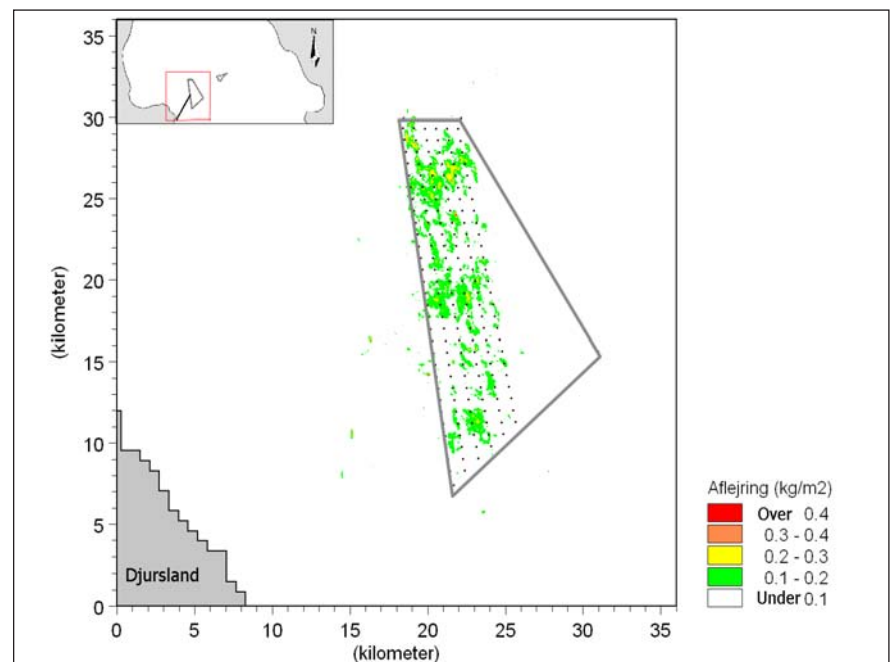 N
35
30
25
20
15
10
5
0
(kilometer)
Djursland
0 5 10 15 20 25 30 35
(kilometer)
Aflejring (kg/m2)
Over 0.4
0.3 - 0.4
0.2 - 0.3
0.1 - 0.2
Under 0.1